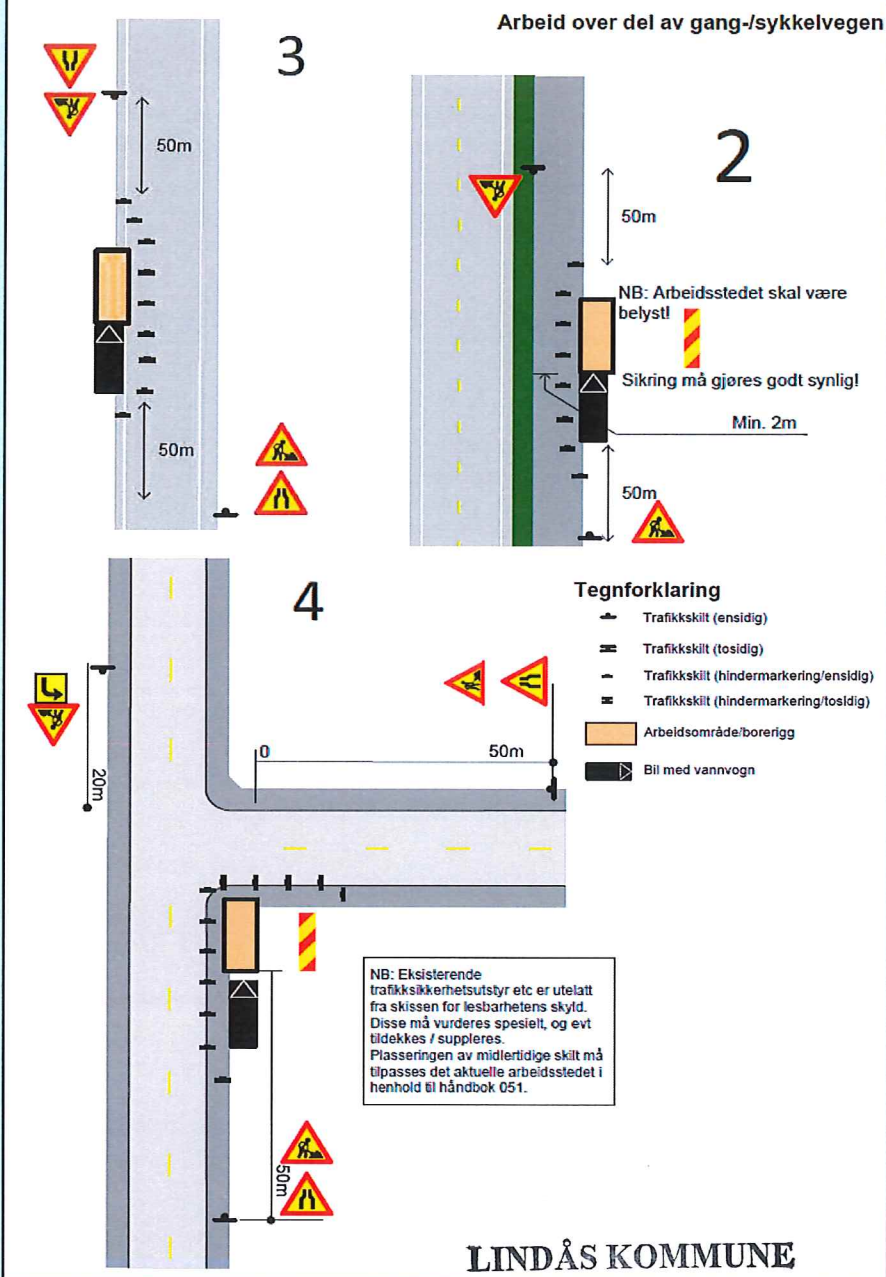 Arbeid over del av gang-/sykkelvegen
3
50m
50m
2
50m
NB: Arbeidsstedet skal være
belyst!
Sikring må gjøres godt synlig!
Min. 2m
50m
4
20m
0
50m
50m
Tegnforklaring
Trafikkskilt (ensidig)
Trafikkskilt (tosidig)
Trafikkskilt (hindermarkering/ensidig)
Trafikkskilt (hindermarkering/tosidig)
Arbeidsområde/borerigg
Bil med vannvogn
NB: Eksisterende
trafikksikkerhetsutstyr etc er utelatt
fra skissen for lesbarhetens skyld.
Disse må vurderes spesielt, og evt
tildekkes / suppleres.
Plasseringen av midlertidige skilt må
tilpasses det aktuelle arbeidsstedet i
henhold til håndbok 051.
LINDÅS KOMMUNE